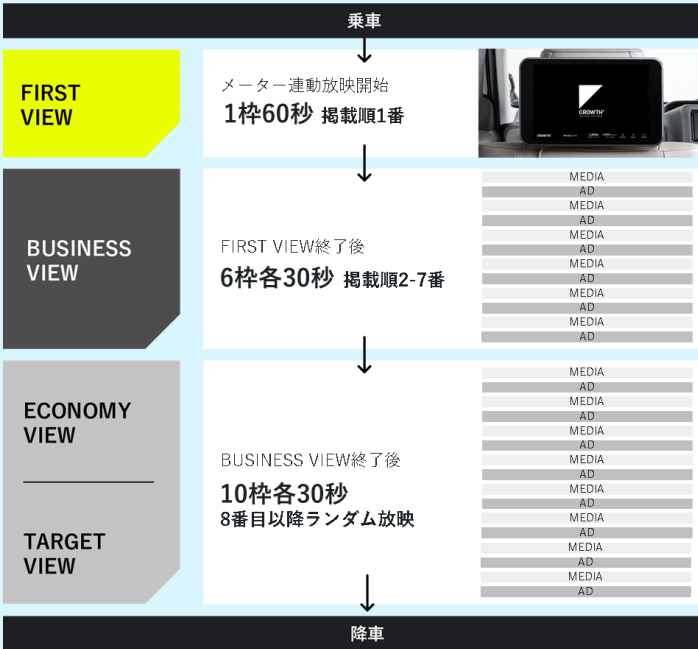 乗車
FIRST
VIEW
メーター連動放映開始
1枠60秒 掲載順1番
CROWTH'
BUSINESS
VIEW
FIRST VIEW終了後
6枠各30秒 掲載順2-7番
MEDIA
AD
MEDIA
AD
MEDIA
AD
MEDIA
AD
MEDIA
AD
MEDIA
AD
ECONOMY
VIEW
TARGET
VIEW
BUSINESS VIEW終了後
10枠各30秒
8番目以降ランダム放映
MEDIA
AD
MEDIA
AD
MEDIA
AD
MEDIA
AD
MEDIA
AD
MEDIA
AD
MEDIA
AD
MEDIA
AD
降車